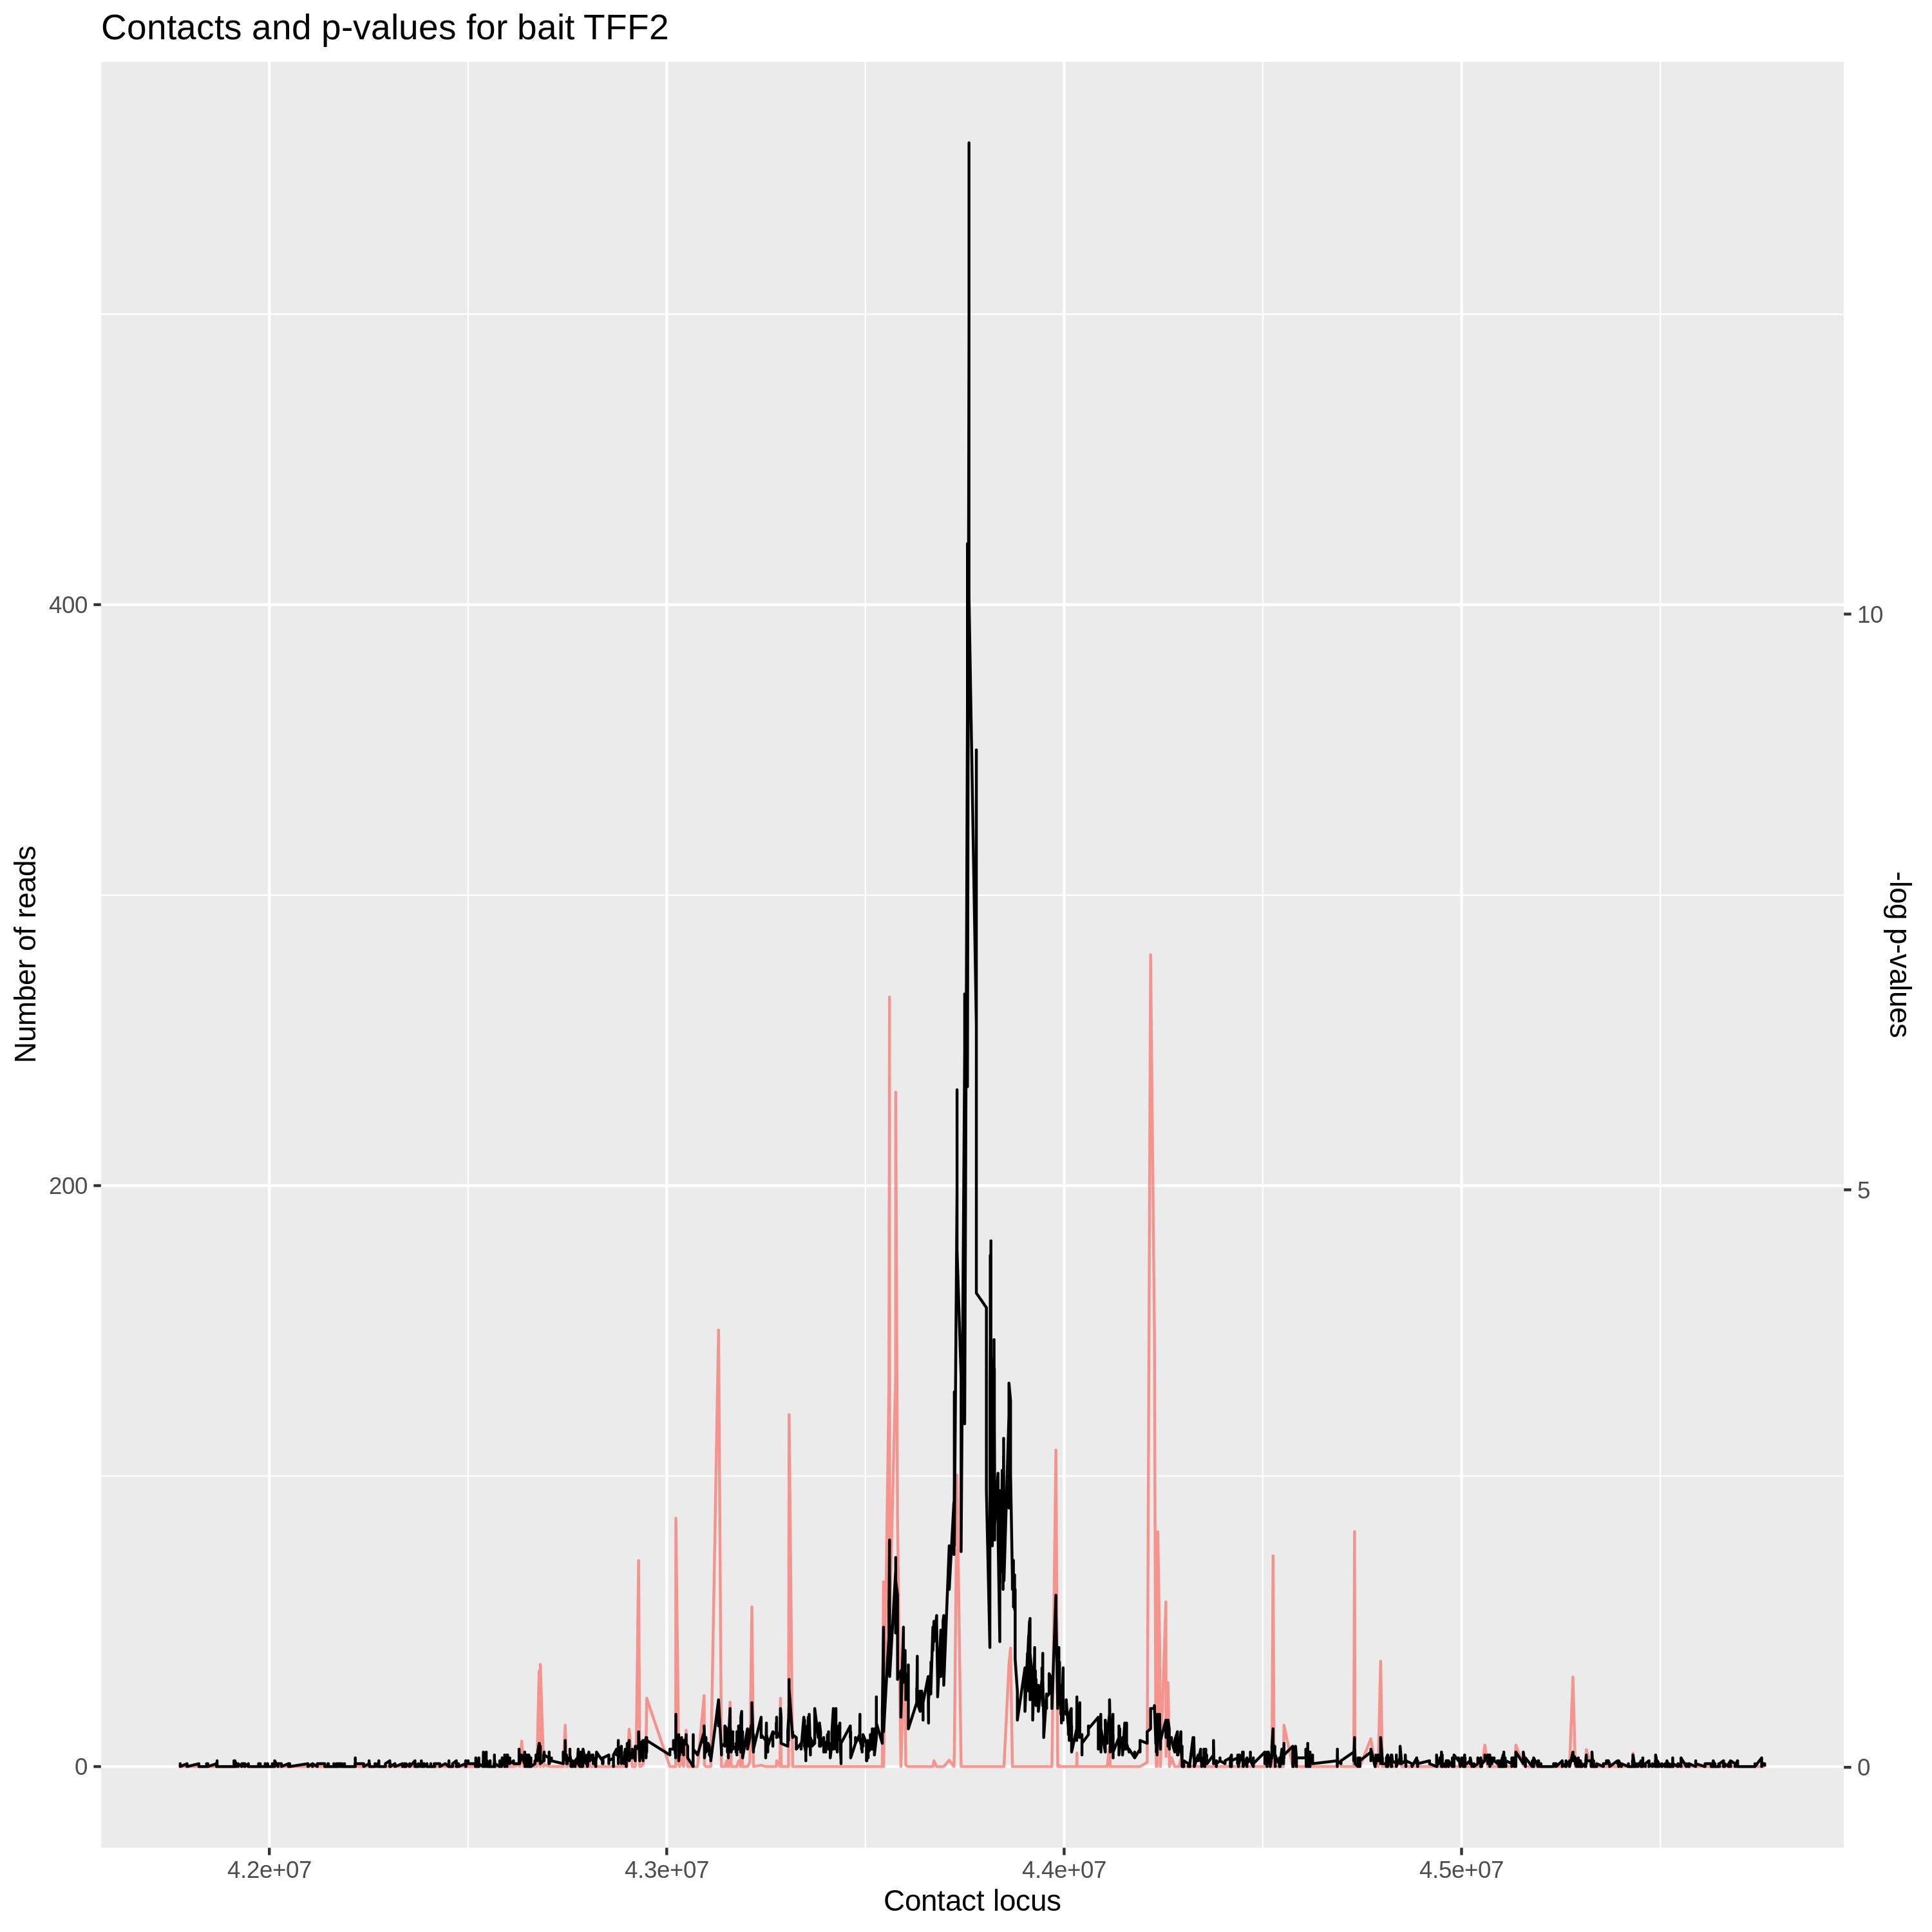 Contacts and p-values for bait TFF2
Number of reads
400
200
0
10
5
0
-log p-values
4.2e+07
4.3e+07
4.4e+07
4.5e+07
Contact locus